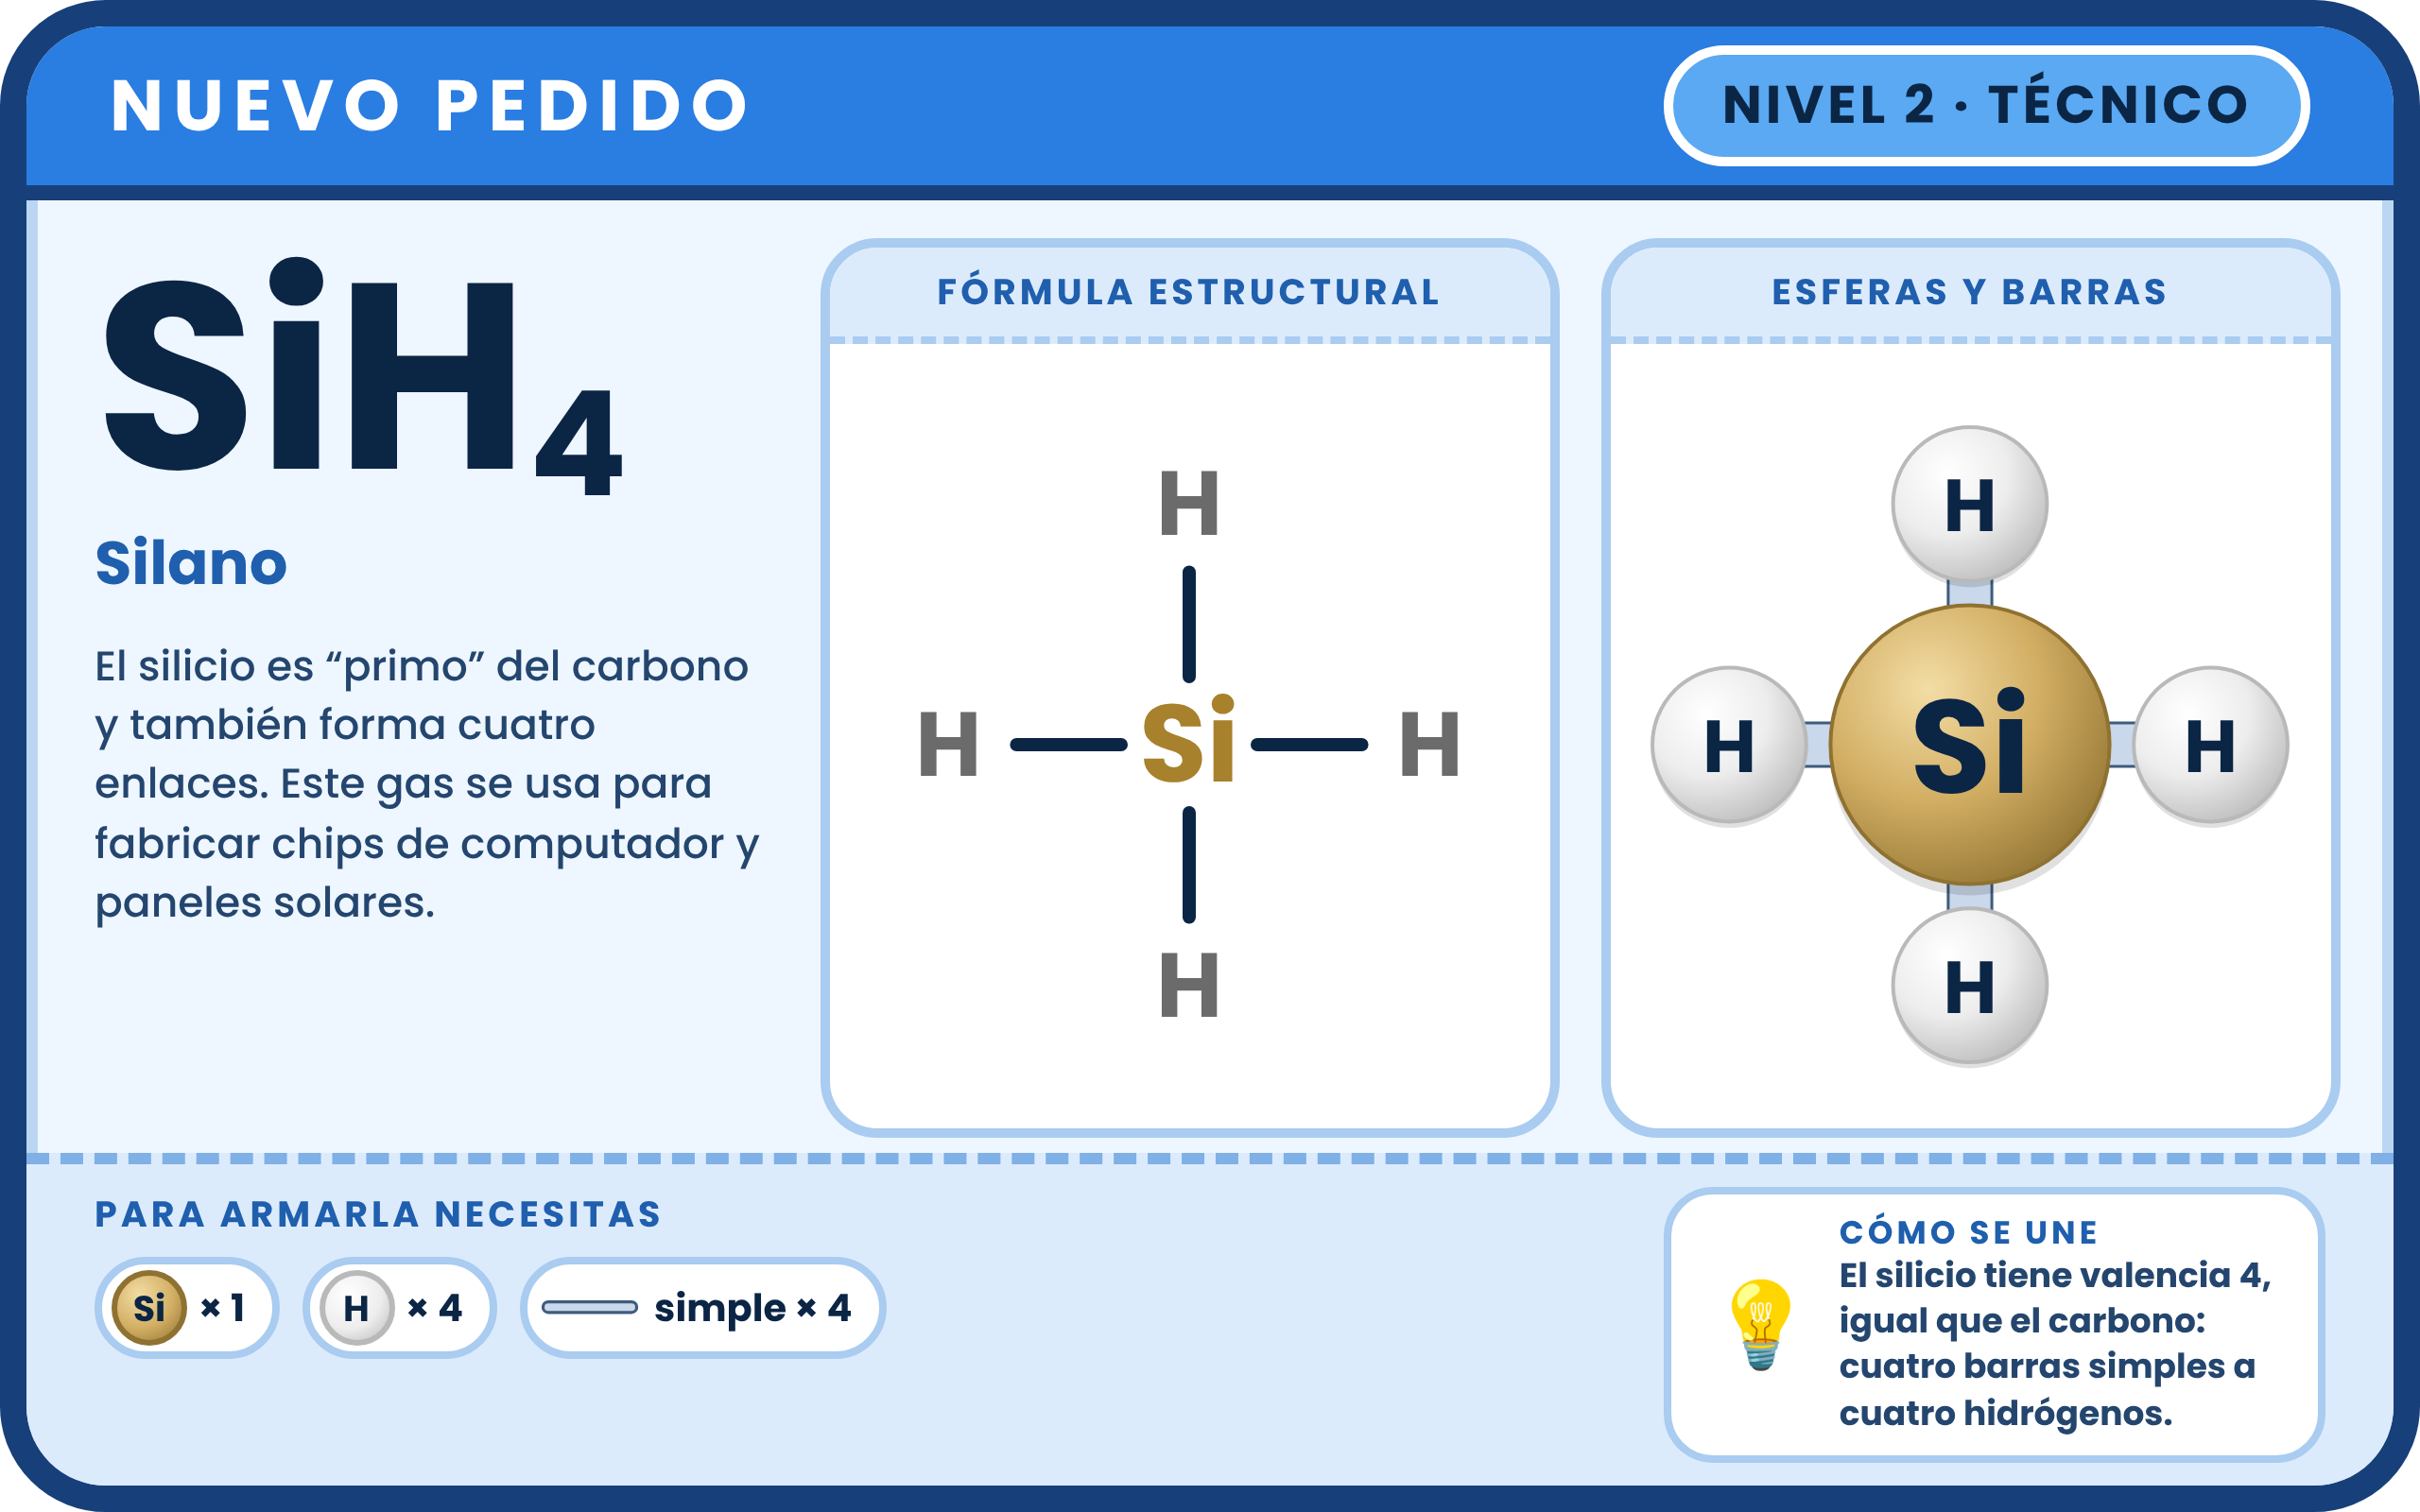 NUEVO PEDIDO
NIVEL 2 · TÉCNICO
SiH4
Silano
El silicio es “primo” del carbono
y también forma cuatro
enlaces. Este gas se usa para
fabricar chips de computador y
paneles solares.
FÓRMULA ESTRUCTURAL
H
H Si H
H
ESFERAS Y BARRAS
H
H Si H
H
PARA ARMARLA NECESITAS
Si × 1
H × 4
simple × 4
CÓMO SE UNE
El silicio tiene valencia 4,
igual que el carbono:
cuatro barras simples a
cuatro hidrógenos.